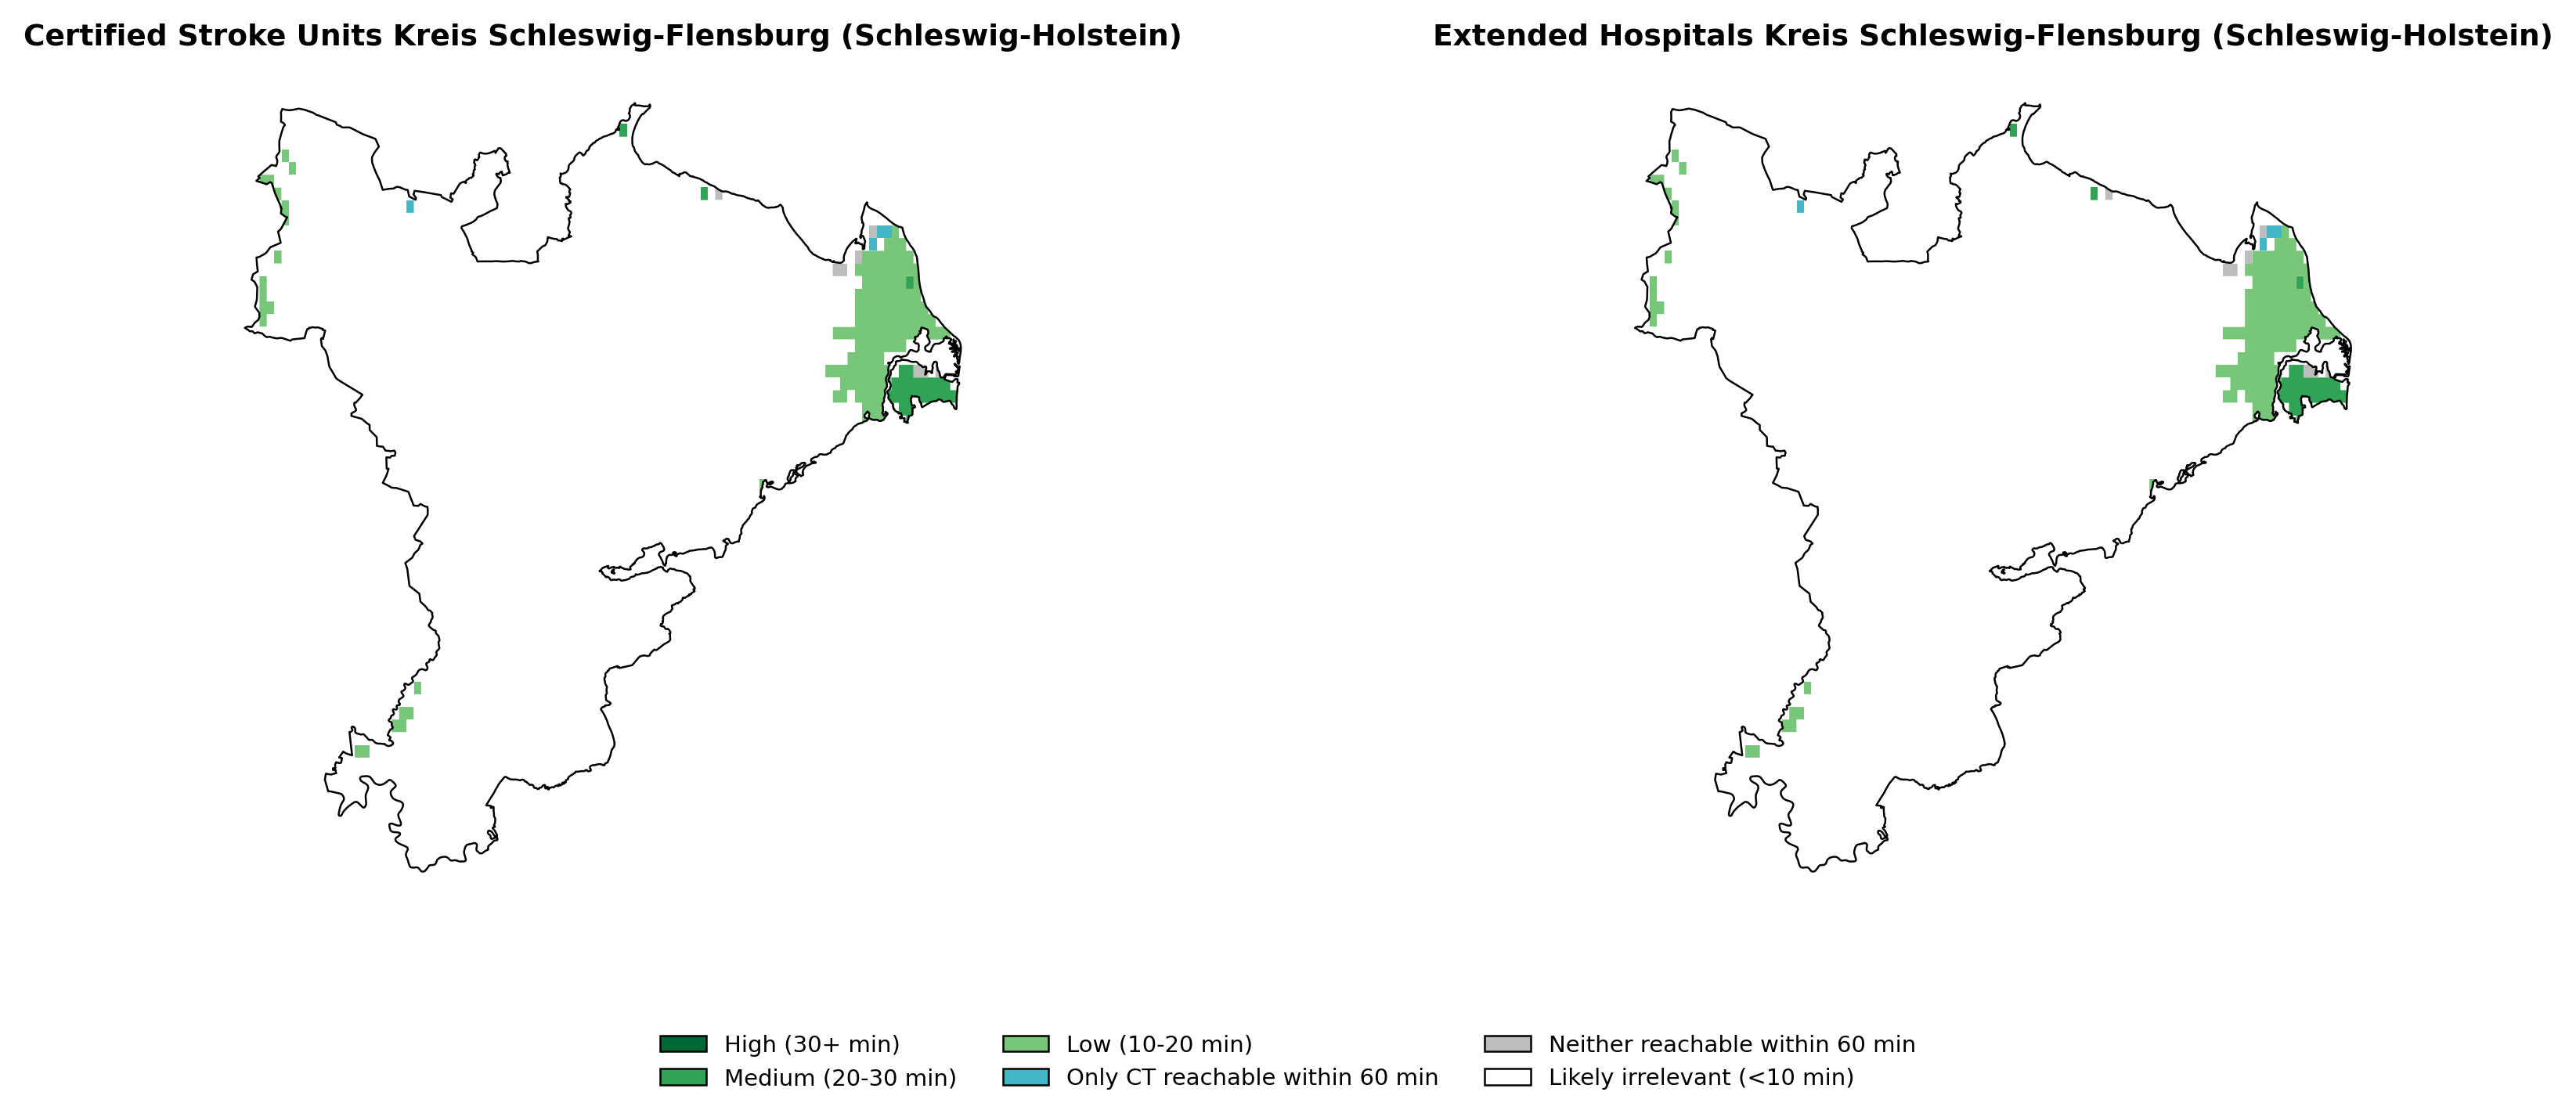 Certified Stroke Units Kreis Schleswig-Flensburg (Schleswig-Holstein)
Extended Hospitals Kreis Schleswig-Flensburg (Schleswig-Holstein)
High (30+ min)
Medium (20-30 min)
Low (10-20 min)
Only CT reachable within 60 min
Neither reachable within 60 min
Likely irrelevant (<10 min)